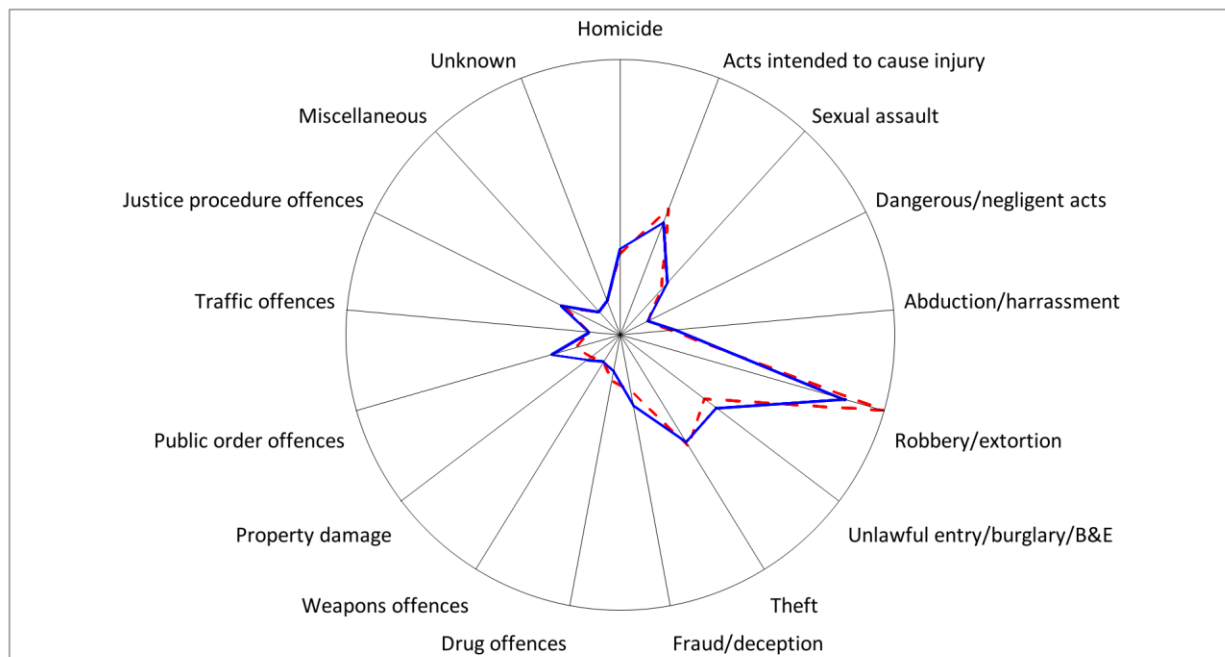 Homicide
Acts intended to cause injury
Sexual assault
Dangerous/negligent acts
Abduction/harrassment
Robbery/extortion
Unlawful entry/burglary/B&E
Theft
Fraud/deception
Drug offences
Weapons offences
Property damage
Public order offences
Traffic offences
Justice procedure offences
Miscellaneous
Unknown